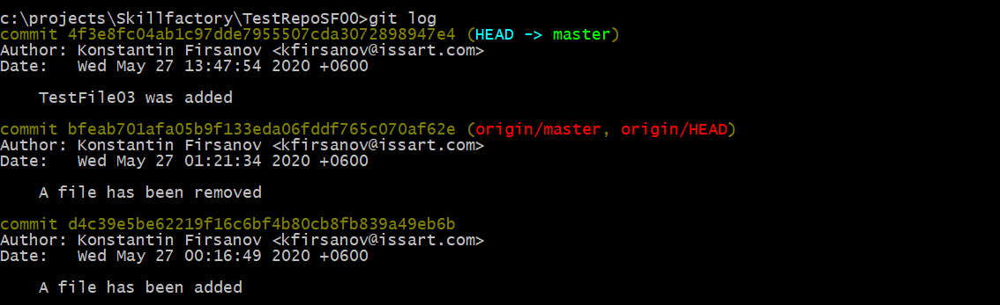 c:\projects\Skillfactory\TestRepoSF00>git log
commit 4f3e8fc04ab1c97dde7955507cda3072898947e4 (HEAD -> master)
Author: Konstantin Firsanov <kfirsanov@issart.com>
Date:   Wed May 27 13:47:54 2020 +0600
    TestFile03 was added
commit bfeab701afa05b9f133eda06fddf765c070af62e (origin/master, origin/HEAD)
Author: Konstantin Firsanov <kfirsanov@issart.com>
Date:   Wed May 27 01:21:34 2020 +0600
    A file has been removed
commit d4c39e5be62219f16c6bf4b80cb8fb839a49eb6b
Author: Konstantin Firsanov <kfirsanov@issart.com>
Date:   Wed May 27 00:16:49 2020 +0600
    A file has been added